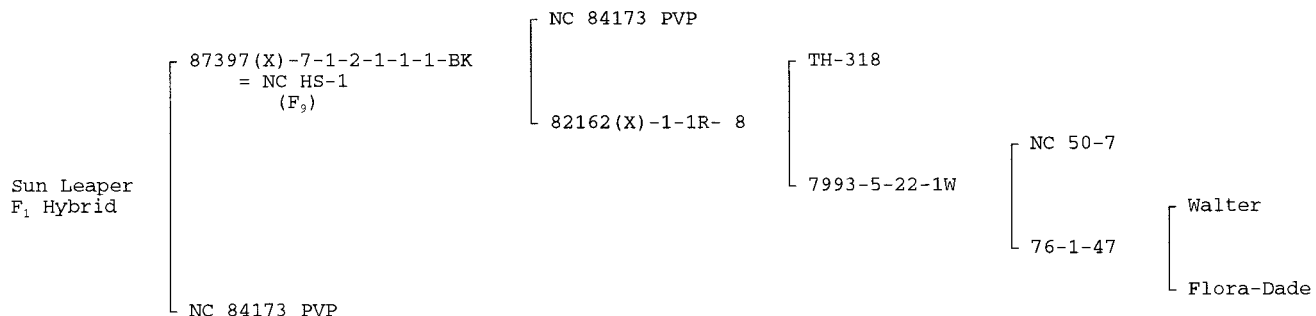 NC 84173 PVP
87397(X)-7-1-2-1-1-1-BK
= NC HS-1
(F₉)
TH-318
82162(X)-1-1R- 8
NC 50-7
Sun Leaper
F₁ Hybrid
7993-5-22-1W
Walter
76-1-47
Flora-Dade
NC 84173 PVP